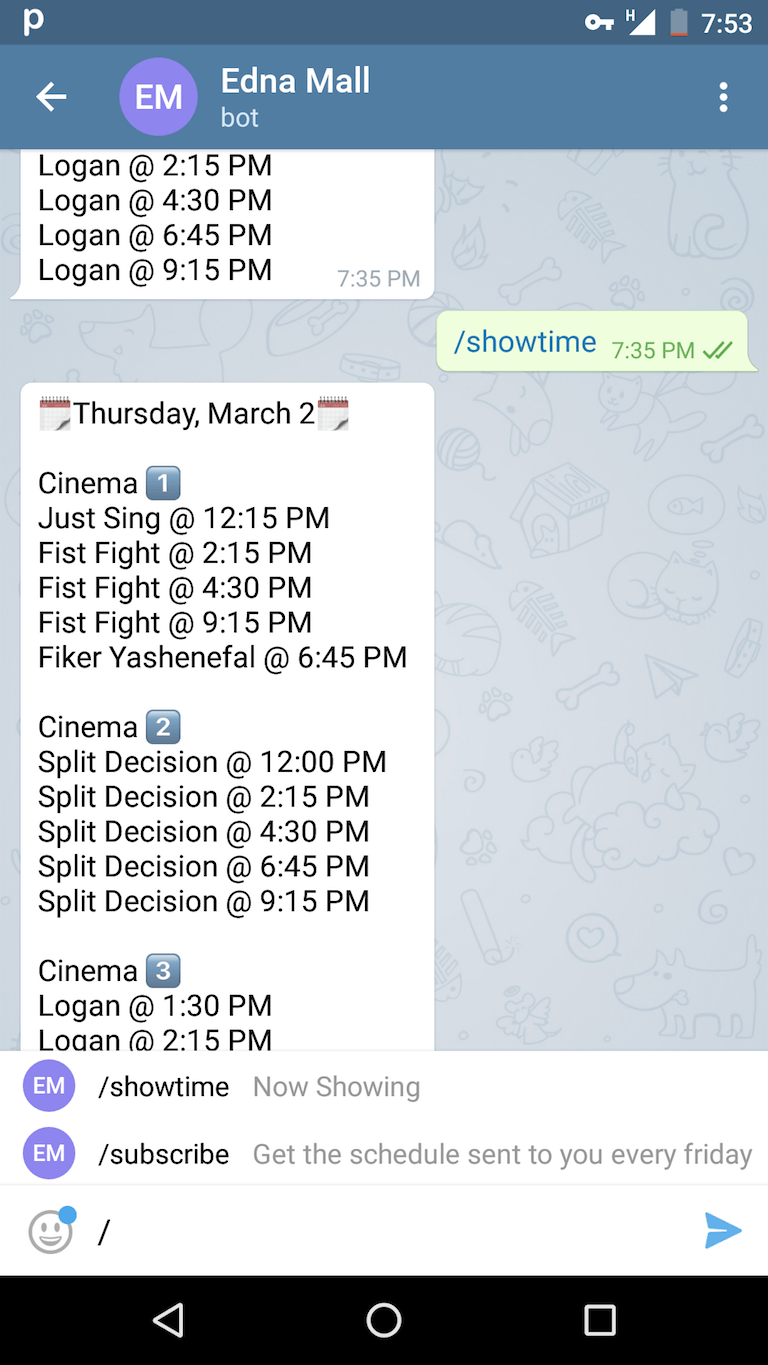 7:53
EM
Edna Mall
bot
Logan @ 2:15 PM
Logan @ 4:30 PM
Logan @ 6:45 PM
Logan @ 9:15 PM
7:35 PM
/showtime 7:35 PM
Thursday, March 2
Cinema 1
Just Sing @ 12:15 PM
Fist Fight @ 2:15 PM
Fist Fight @ 4:30 PM
Fist Fight @ 9:15 PM
Fiker Yashenefal @ 6:45 PM
Cinema 2
Split Decision @ 12:00 PM
Split Decision @ 2:15 PM
Split Decision @ 4:30 PM
Split Decision @ 6:45 PM
Split Decision @ 9:15 PM
Cinema 3
Logan @ 1:30 PM
Logan @ 2:15 PM
EM /showtime Now Showing
EM /subscribe Get the schedule sent to you every friday
/